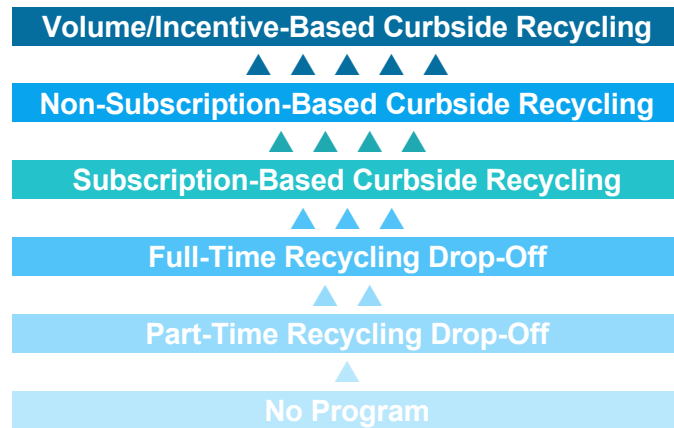 Volume/Incentive-Based Curbside Recycling
Non-Subscription-Based Curbside Recycling
Subscription-Based Curbside Recycling
Full-Time Recycling Drop-Off
Part-Time Recycling Drop-Off
No Program